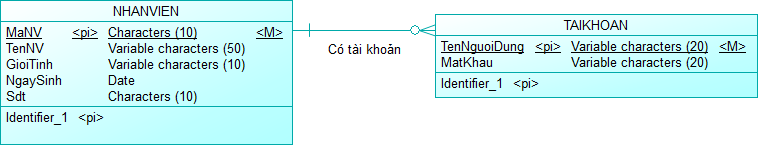 NHANVIEN
MaNV <pi> Characters (10) <M>
TenNV Variable characters (50)
GioiTinh Variable characters (10)
NgaySinh Date
Sdt Characters (10)
Identifier_1 <pi>
Có tài khoản
TAIKHOAN
TenNguoiDung <pi> Variable characters (20) <M>
MatKhau Variable characters (20)
Identifier_1 <pi>